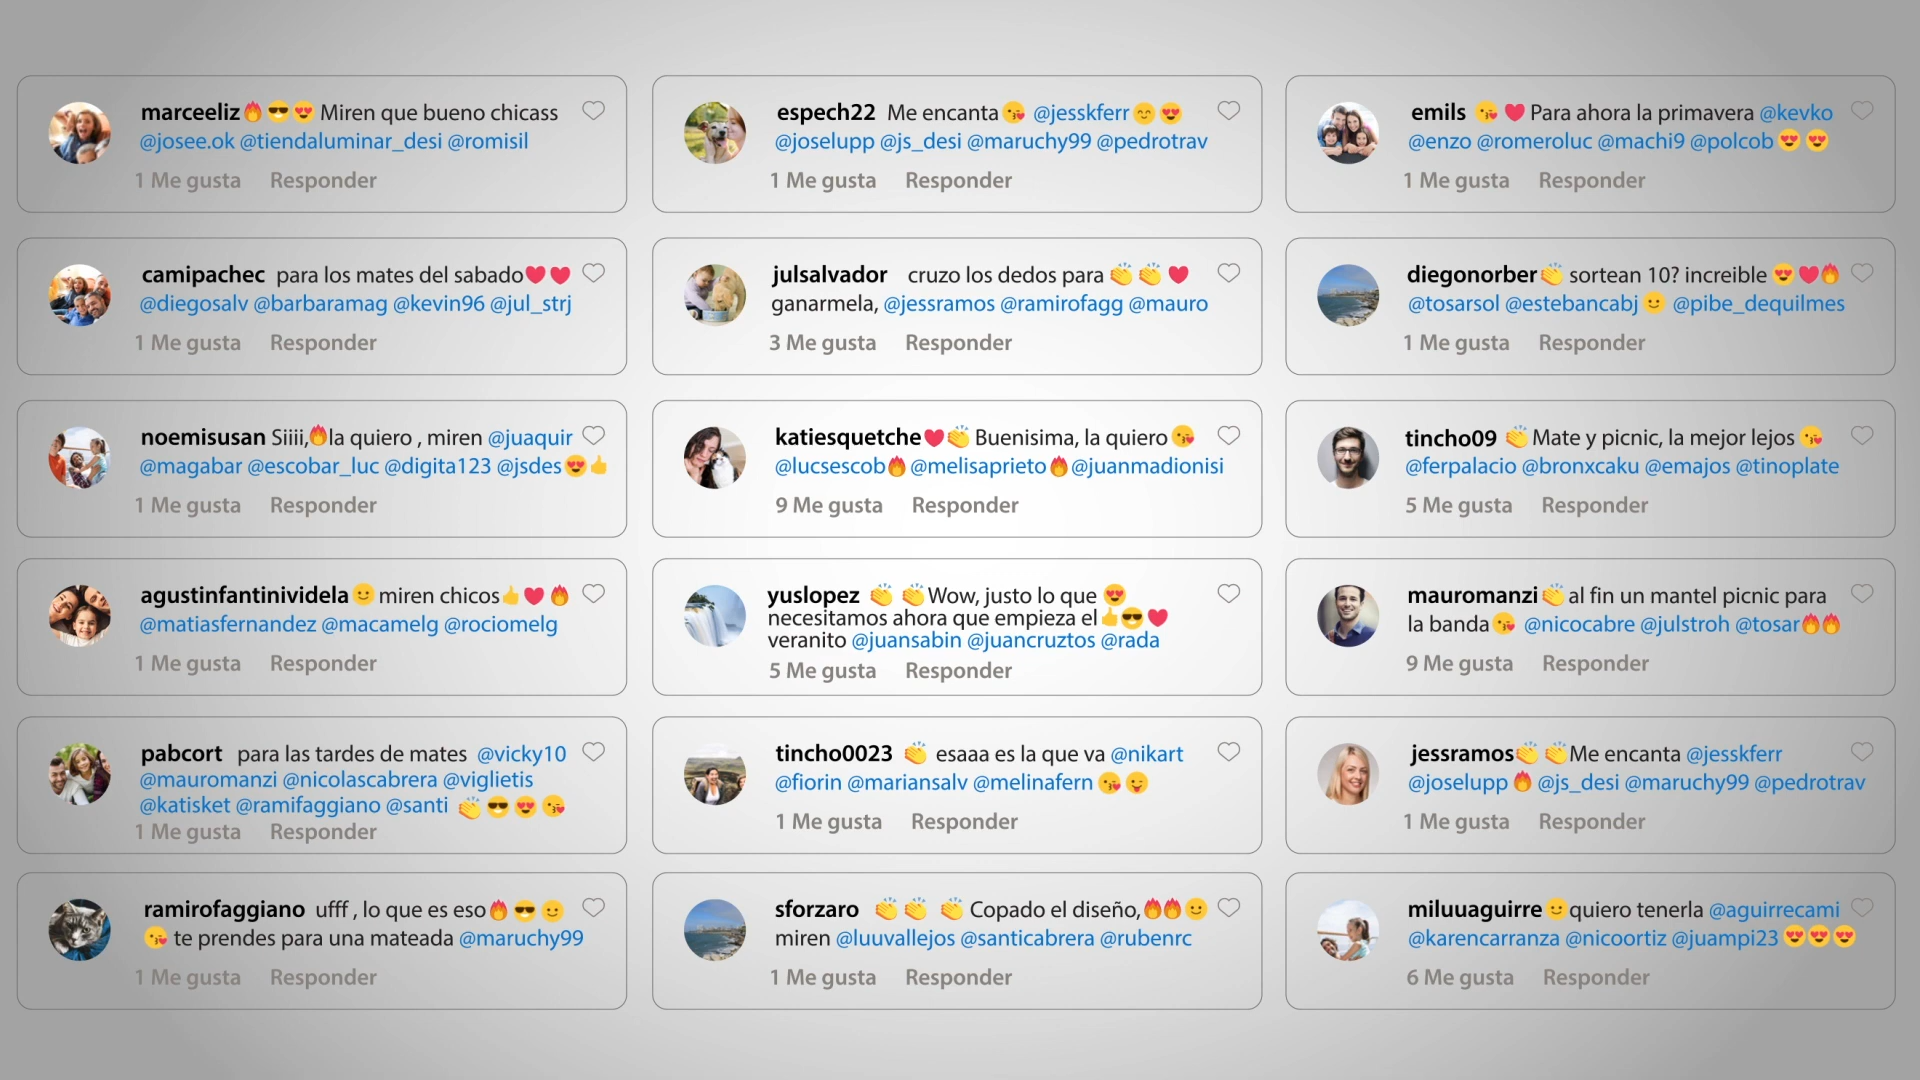 marceeliz🔥😎😍 Miren que bueno chicass
@josee.ok @tiendaluminar_desi @romisil
1 Me gusta Responder
espech22 Me encanta😘 @jesskferr😊😍
@joselupp @js_desi @maruchy99 @pedrotrav
1 Me gusta Responder
emils 😘❤️Para ahora la primavera @kevko
@enzo @romeroluc @machi9 @polcob😍😍
1 Me gusta Responder
camipachec para los mates del sabado❤️❤️
@diegosalv @barbaramag @kevin96 @jul_strj
1 Me gusta Responder
julsalvador cruzo los dedos para 👏👏❤️
ganarmela, @jessramos @ramirofagg @mauro
3 Me gusta Responder
diegonorber👏 sortean 10? increible 😍❤️🔥
@tosarsol @estebancabj🙂 @pibe_dequilmes
1 Me gusta Responder
noemisusan Siiii,🔥la quiero , miren @juaquir
@magabar @escobar_luc @digita123 @jsdes😍👍
1 Me gusta Responder
katiesquetche❤️👏 Buenisima, la quiero😘
@lucsescob🔥 @melisaprieto🔥@juanmadionisi
9 Me gusta Responder
tincho09 👏Mate y picnic, la mejor lejos😘
@ferpalacio @bronxcaku @emajos @tinoplate
5 Me gusta Responder
agustinfantinividela🙂 miren chicos👍❤️🔥
@matiasfernandez @macamelg @rociomelg
1 Me gusta Responder
yuslopez 👏 👏Wow, justo lo que 😍
necesitamos ahora que empieza el👍😎❤️
veranito @juansabin @juancruztos @rada
5 Me gusta Responder
mauromanzi👏al fin un mantel picnic para
la banda😘 @nicocabre @julstroh @tosar🔥🔥
9 Me gusta Responder
pabcort para las tardes de mates @vicky10
@mauromanzi @nicolascabrera @viglietis
@katisket @ramifaggiano @santi 👏😎😍😘
1 Me gusta Responder
tincho0023 👏 esaaa es la que va @nikart
@fiorin @mariansalv @melinafern😘😜
1 Me gusta Responder
jessramos👏👏Me encanta @jesskferr
@joselupp🔥 @js_desi @maruchy99 @pedrotrav
1 Me gusta Responder
ramirofaggiano ufff , lo que es eso🔥😎🙂
😘 te prendes para una mateada @maruchy99
1 Me gusta Responder
sforzaro 👏👏 👏 Copado el diseño,🔥🔥🙂
miren @luuvallejos @santicabrera @rubenrc
1 Me gusta Responder
miluuaguirre🙂quiero tenerla @aguirrecami
@karencarranza @nicoortiz @juampi23😍😍😍
6 Me gusta Responder